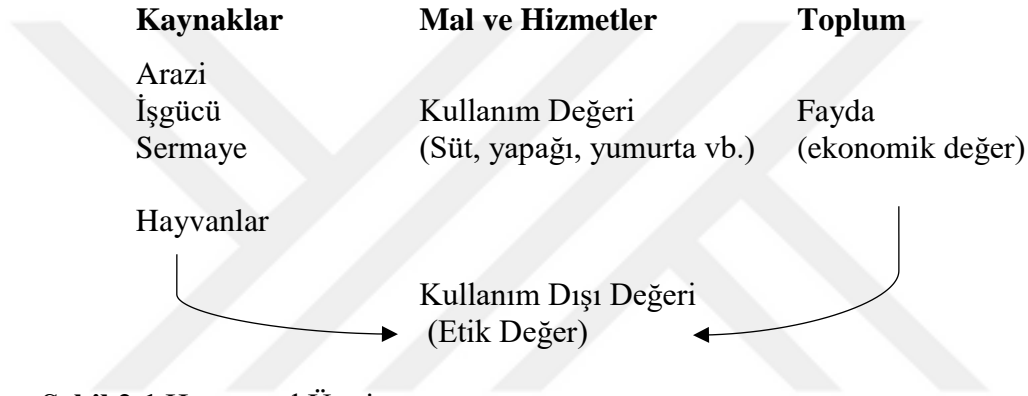 Kaynaklar Mal ve Hizmetler Toplum
Arazi
İşgücü Kullanım Değeri Fayda
Sermaye (Süt, yapağı, yumurta vb.) (ekonomik değer)
Hayvanlar
Kullanım Dışı Değeri
(Etik Değer)